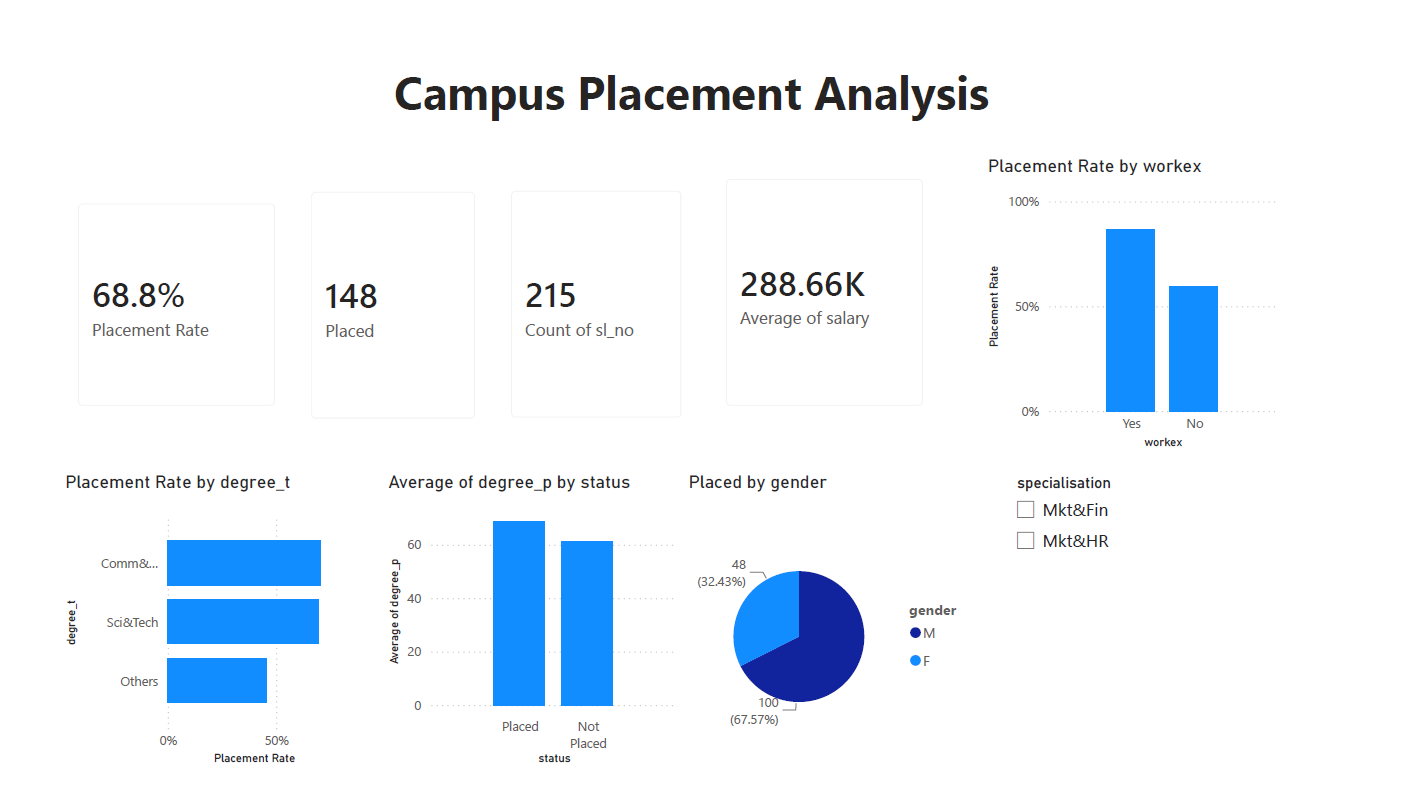 Campus Placement Analysis
68.8%
Placement Rate
148
Placed
215
Count of sl_no
288.66K
Average of salary
Placement Rate by workex
100%
50%
0%
Placement Rate
Yes
No
workex
Placement Rate by degree_t
degree_t
Comm&...
Sci&Tech
Others
0%
50%
Placement Rate
Average of degree_p by status
Average of degree_p
60
40
20
0
Placed
Not
Placed
status
Placed by gender
48
(32.43%)
100
(67.57%)
gender
M
F
specialisation
Mkt&Fin
Mkt&HR